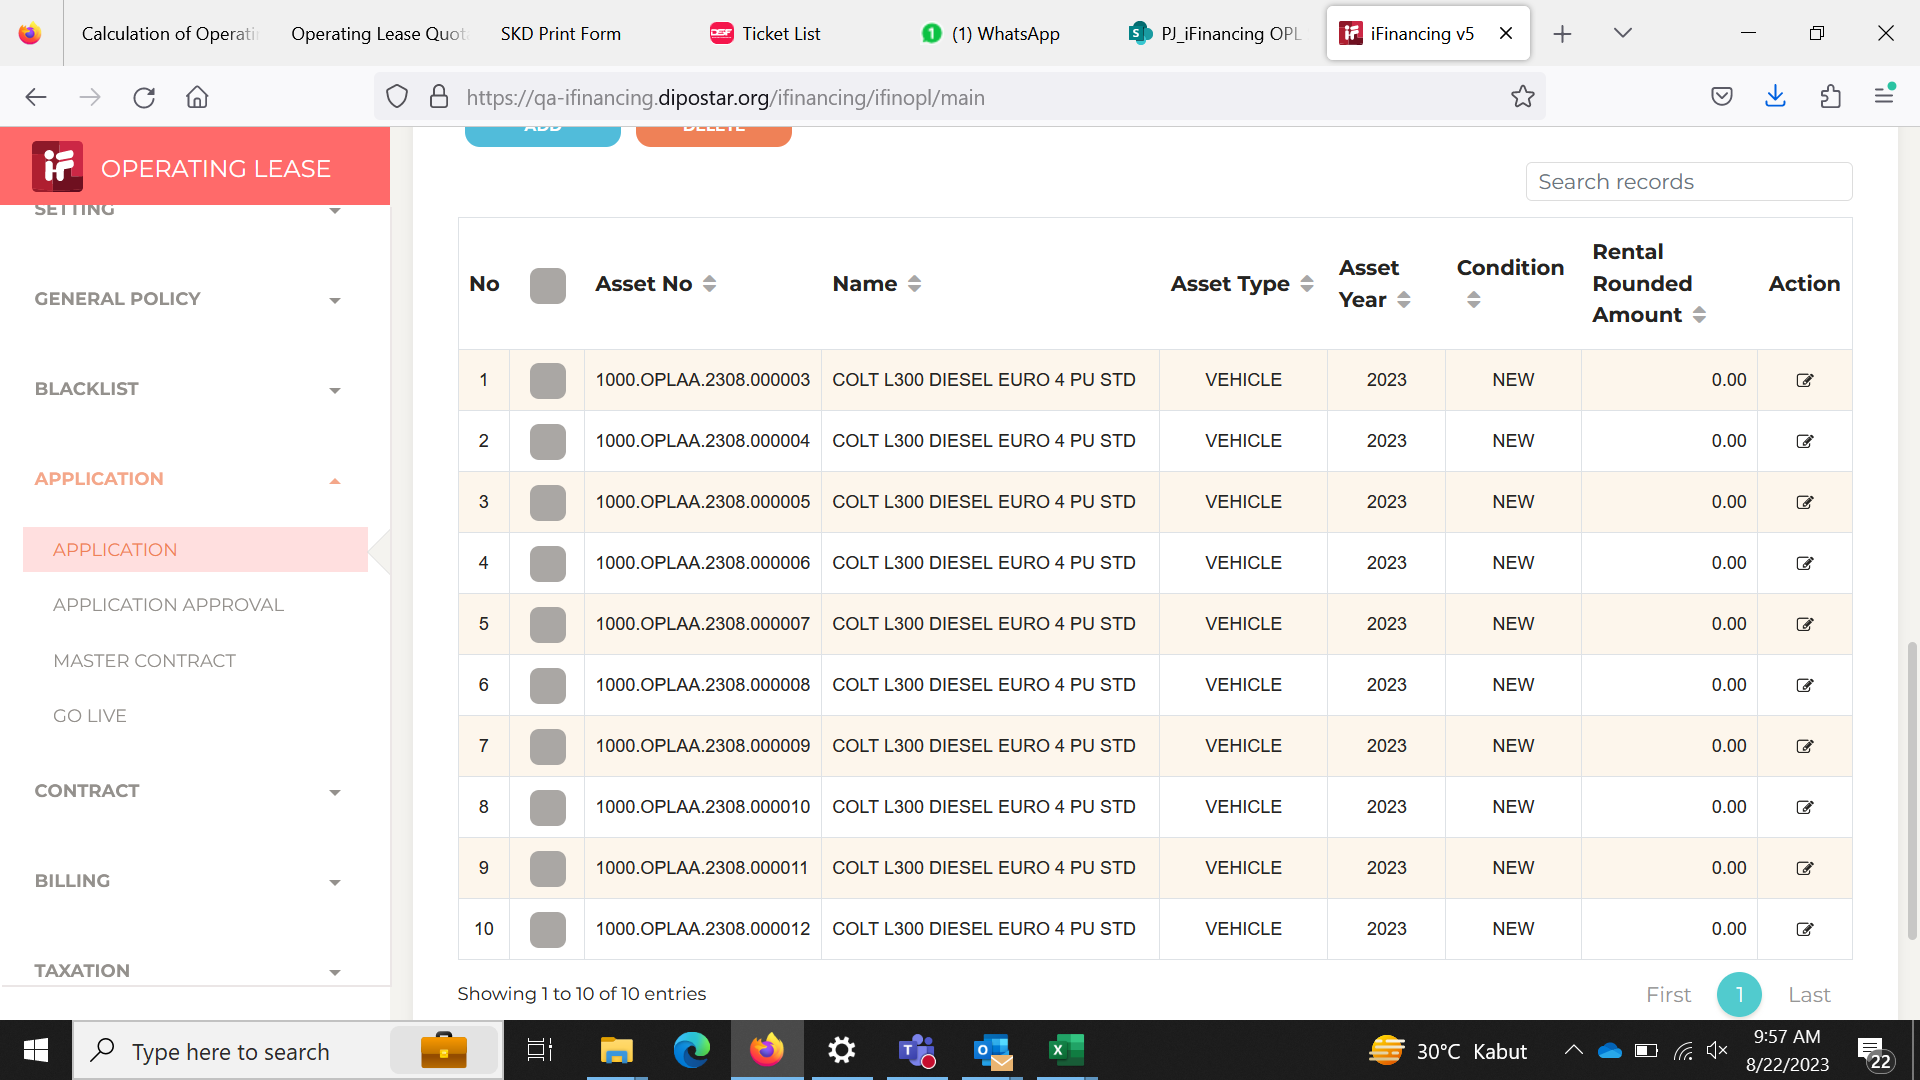 Calculation of Operati
Operating Lease Quot
SKD Print Form
Ticket List
(1) WhatsApp
PJ_iFinancing OPL
iFinancing v5
https://qa-ifinancing.dipostar.org/ifinancing/ifinopl/main
iF OPERATING LEASE
SETTING
GENERAL POLICY
BLACKLIST
APPLICATION
APPLICATION
APPLICATION APPROVAL
MASTER CONTRACT
GO LIVE
CONTRACT
BILLING
TAXATION
ADD DELETE
Search records
No Asset No Name Asset Type Asset Year Condition Rental Rounded Amount Action
1 1000.OPLAA.2308.000003 COLT L300 DIESEL EURO 4 PU STD VEHICLE 2023 NEW 0.00
2 1000.OPLAA.2308.000004 COLT L300 DIESEL EURO 4 PU STD VEHICLE 2023 NEW 0.00
3 1000.OPLAA.2308.000005 COLT L300 DIESEL EURO 4 PU STD VEHICLE 2023 NEW 0.00
4 1000.OPLAA.2308.000006 COLT L300 DIESEL EURO 4 PU STD VEHICLE 2023 NEW 0.00
5 1000.OPLAA.2308.000007 COLT L300 DIESEL EURO 4 PU STD VEHICLE 2023 NEW 0.00
6 1000.OPLAA.2308.000008 COLT L300 DIESEL EURO 4 PU STD VEHICLE 2023 NEW 0.00
7 1000.OPLAA.2308.000009 COLT L300 DIESEL EURO 4 PU STD VEHICLE 2023 NEW 0.00
8 1000.OPLAA.2308.000010 COLT L300 DIESEL EURO 4 PU STD VEHICLE 2023 NEW 0.00
9 1000.OPLAA.2308.000011 COLT L300 DIESEL EURO 4 PU STD VEHICLE 2023 NEW 0.00
10 1000.OPLAA.2308.000012 COLT L300 DIESEL EURO 4 PU STD VEHICLE 2023 NEW 0.00
Showing 1 to 10 of 10 entries
First 1 Last
Type here to search
30°C Kabut
9:57 AM
8/22/2023
22